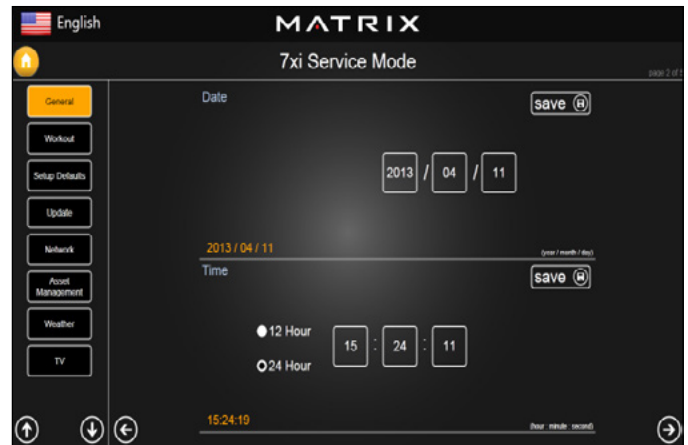 English
MATRIX
7xi Service Mode
page 2 of 5
General
Workout
Setup Defaults
Update
Network
Asset
Management
Weather
TV
Date
save
2013 / 04 / 11
2013 / 04 / 11
(year / month / day)
Time
save
12 Hour
24 Hour
15 : 24 : 11
15:24:19
(hour : minute : second)